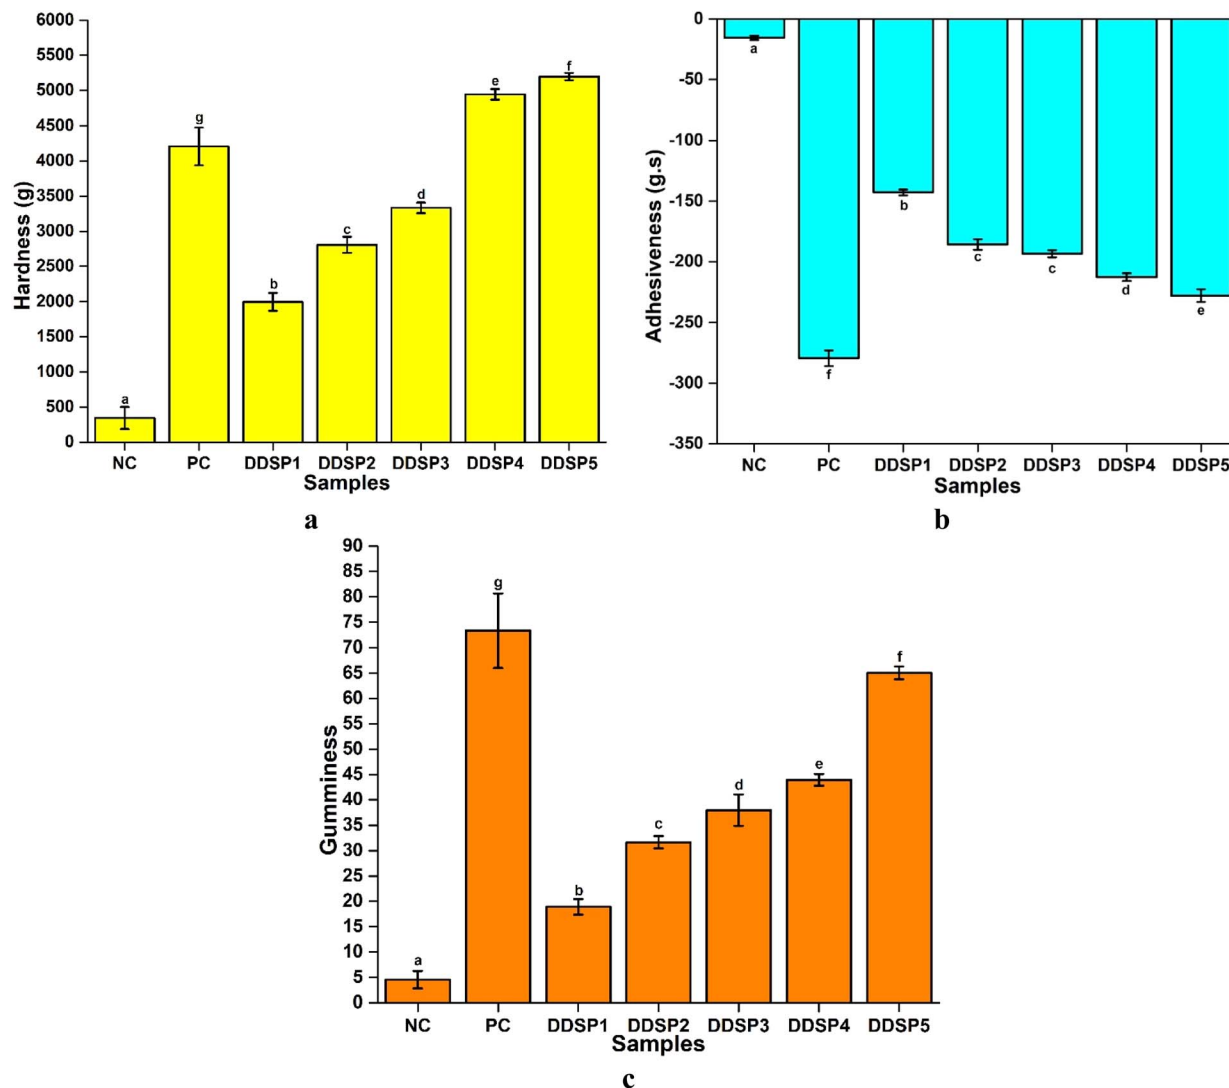 6000
5500
5000
4500
4000
3500
3000
2500
2000
1500
1000
500
0
Hardness (g)
a
g
b
c
d
e
f
NC PC DDSP1 DDSP2 DDSP3 DDSP4 DDSP5
Samples
a
0
-50
-100
-150
-200
-250
-300
-350
Adhesiveness (g.s)
a
f
b
c
c
d
e
NC PC DDSP1 DDSP2 DDSP3 DDSP4 DDSP5
Samples
b
90
85
80
75
70
65
60
55
50
45
40
35
30
25
20
15
10
5
0
Gumminess
a
g
b
c
d
e
f
NC PC DDSP1 DDSP2 DDSP3 DDSP4 DDSP5
Samples
c